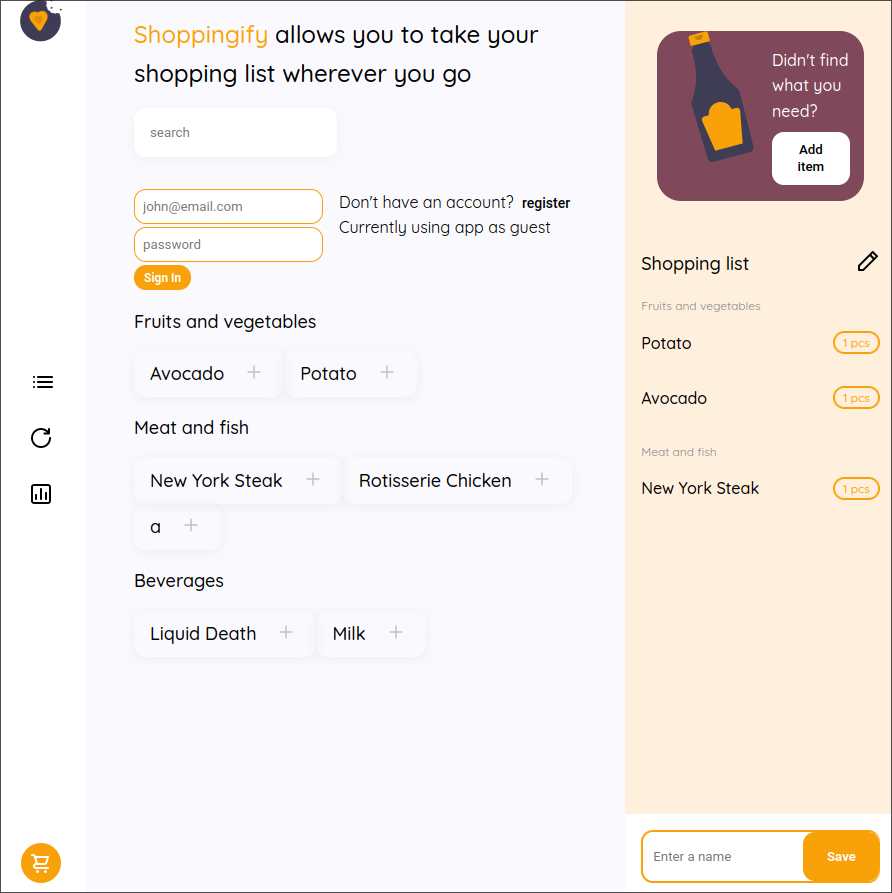 Shoppingify allows you to take your
shopping list wherever you go
search
john@email.com
password
Sign In
Don't have an account? register
Currently using app as guest
Fruits and vegetables
Avocado
Potato
Meat and fish
New York Steak
Rotisserie Chicken
a
Beverages
Liquid Death
Milk
Didn't find
what you
need?
Add
item
Shopping list
Fruits and vegetables
Potato 1 pcs
Avocado 1 pcs
Meat and fish
New York Steak 1 pcs
Enter a name
Save